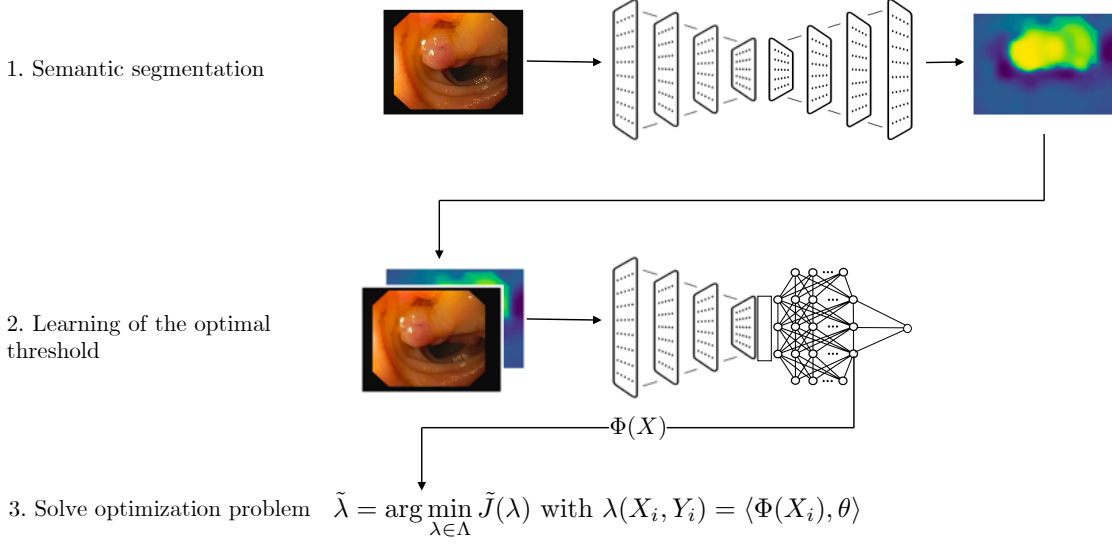 1. Semantic segmentation
2. Learning of the optimal
threshold
Φ(X)
3. Solve optimization problem λ̃ = arg min_{λ∈Λ} J̃(λ) with λ(X_i, Y_i) = ⟨Φ(X_i), θ⟩